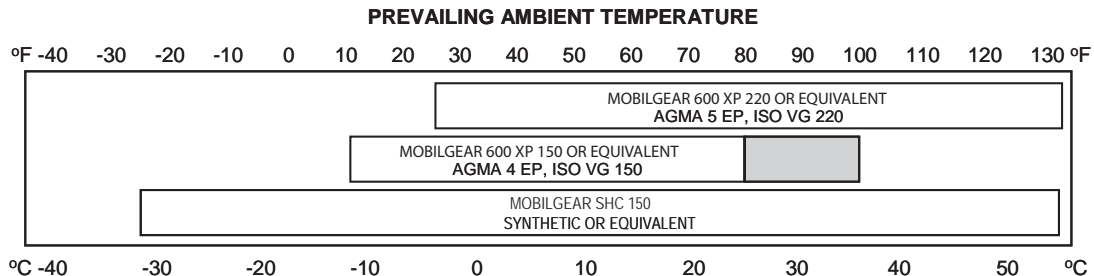 PREVAILING AMBIENT TEMPERATURE
ºF -40 -30 -20 -10 0 10 20 30 40 50 60 70 80 90 100 110 120 130 ºF
MOBILGEAR 600 XP 220 OR EQUIVALENT
AGMA 5 EP, ISO VG 220
MOBILGEAR 600 XP 150 OR EQUIVALENT
AGMA 4 EP, ISO VG 150
MOBILGEAR SHC 150
SYNTHETIC OR EQUIVALENT
ºC -40 -30 -20 -10 0 10 20 30 40 50 ºC